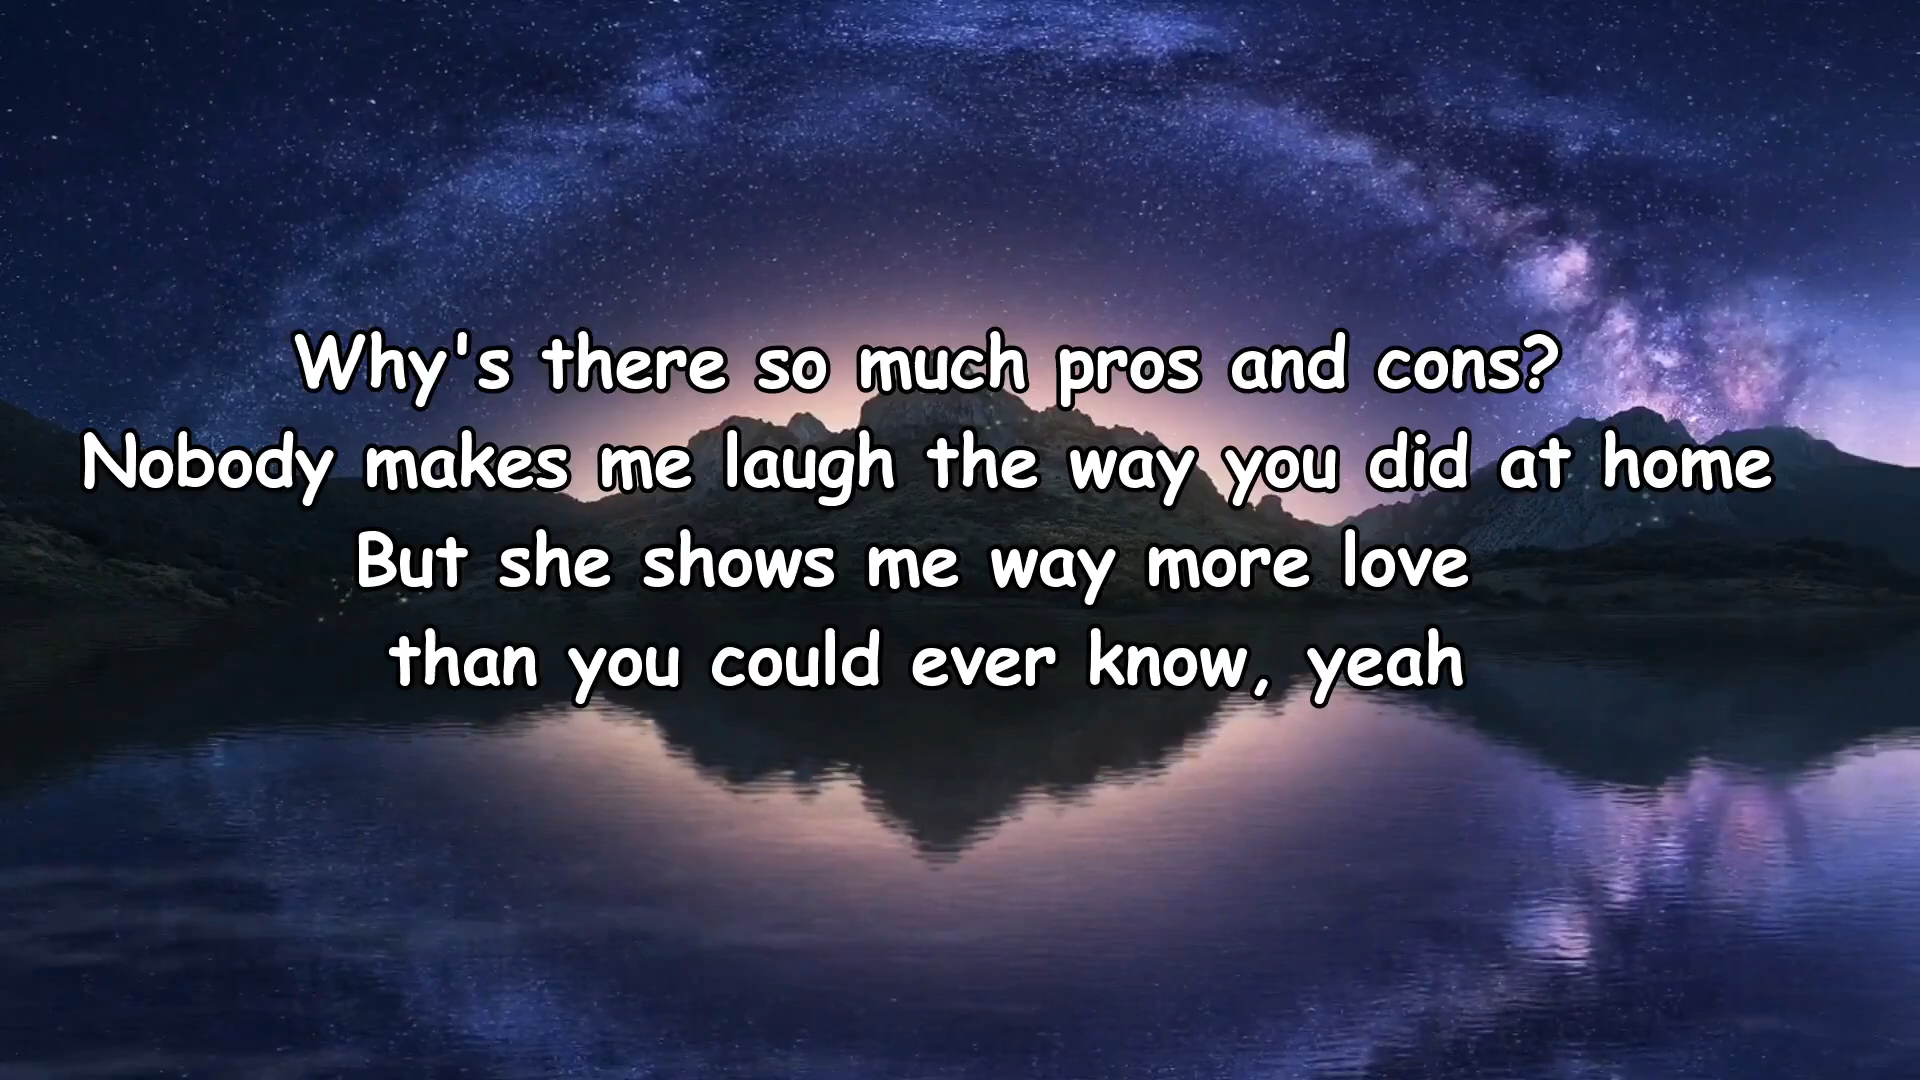 Why's there so much pros and cons?
Nobody makes me laugh the way you did at home
But she shows me way more love
than you could ever know, yeah